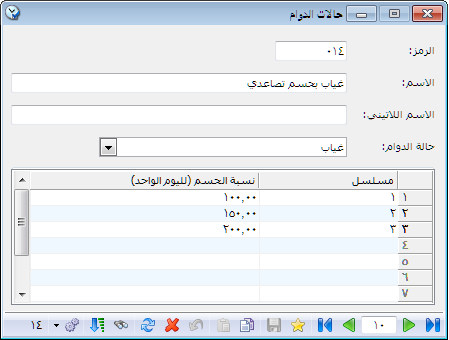 حالات الدوام
الرمز: ٠١٤
الاسم: غياب بحسم تصاعدي
الاسم اللاتيني:
حالة الدوام: غياب
مسلسل نسبة الحسم (لليوم الواحد)
١ ١ ١٠٠,٠٠
٢ ٢ ١٥٠,٠٠
٣ ٣ ٢٠٠,٠٠
٤
٥
٦
٧
١٠ ١٤